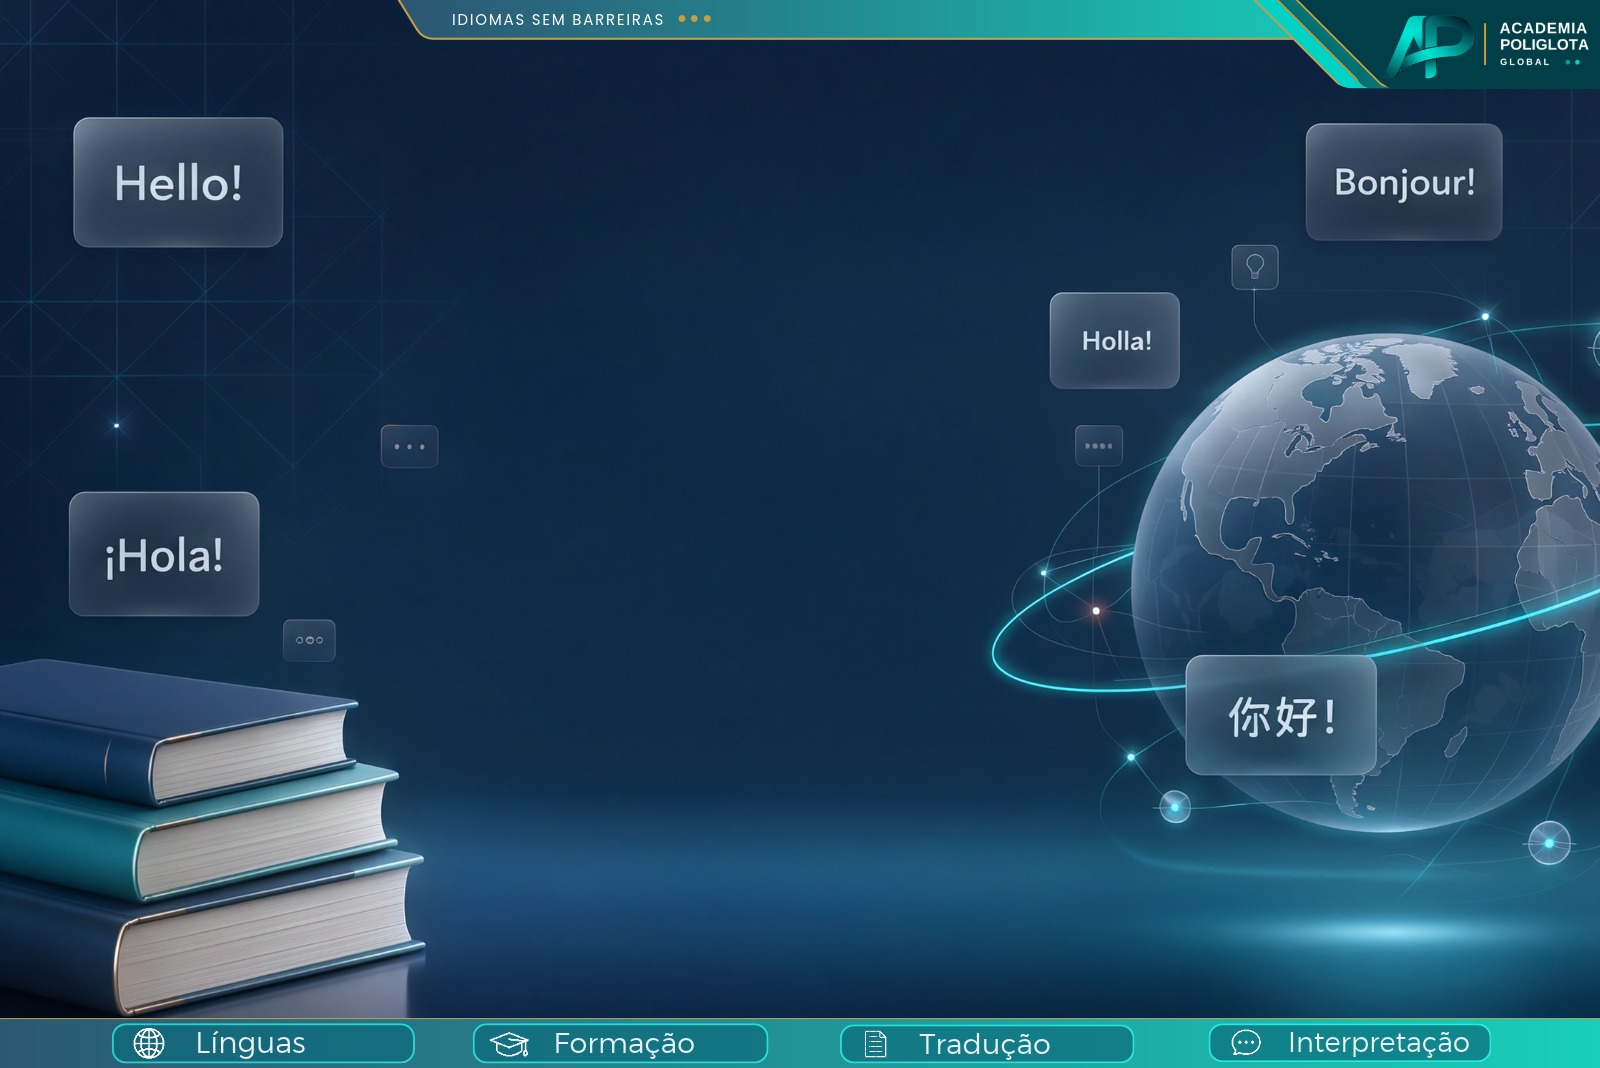 IDIOMAS SEM BARREIRAS
ACADEMIA
POLIGLOTA
GLOBAL
Hello!
Bonjour!
Holla!
¡Hola!
你好!
Línguas
Formação
Tradução
Interpretação